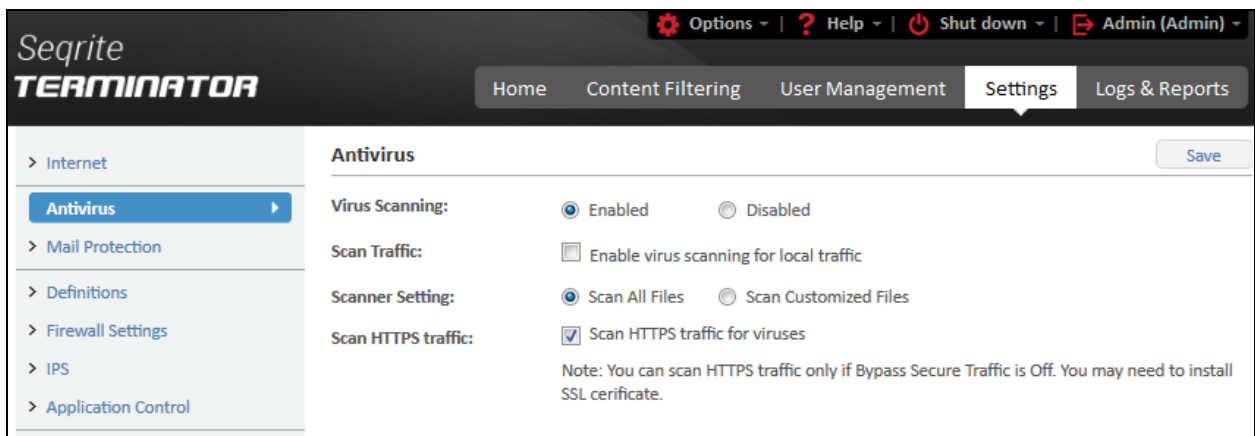 Options | Help | Shut down | Admin (Admin)
Seqrite
TERMINATOR
Home Content Filtering User Management Settings Logs & Reports
Internet
Antivirus
Mail Protection
Definitions
Firewall Settings
IPS
Application Control
Antivirus Save
Virus Scanning: Enabled Disabled
Scan Traffic: Enable virus scanning for local traffic
Scanner Setting: Scan All Files Scan Customized Files
Scan HTTPS traffic: Scan HTTPS traffic for viruses
Note: You can scan HTTPS traffic only if Bypass Secure Traffic is Off. You may need to install
SSL cerificate.